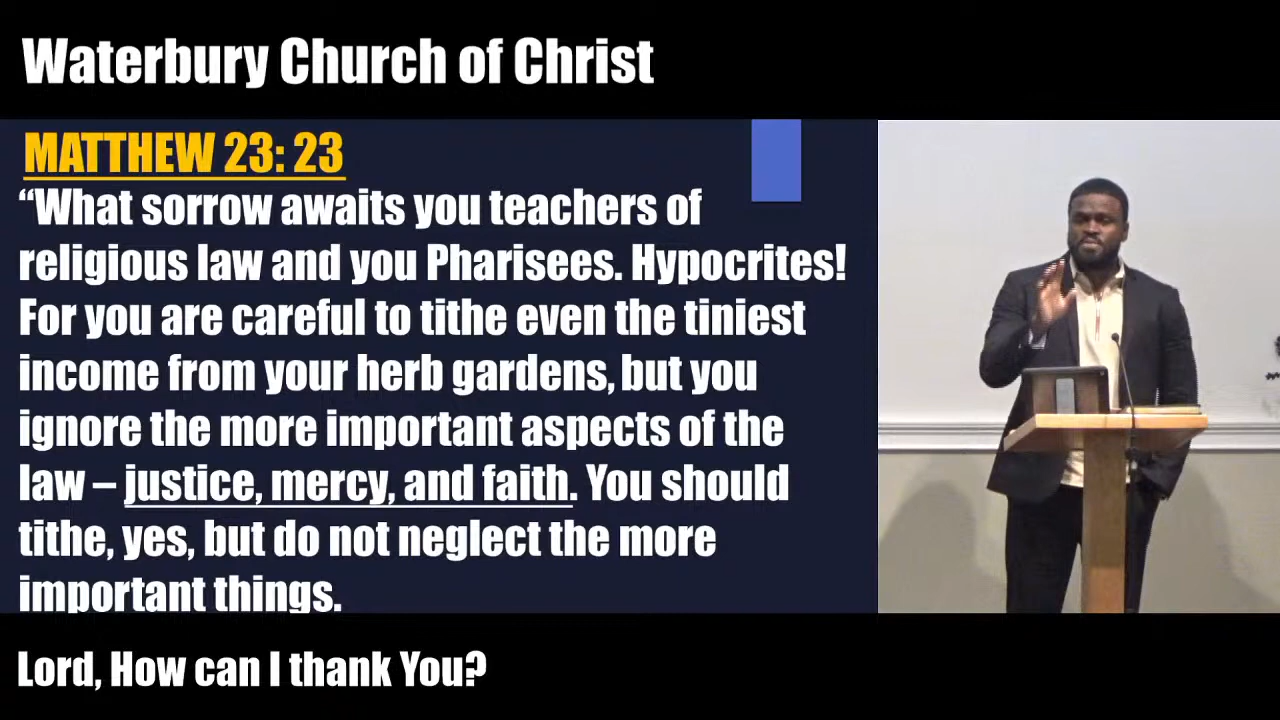 Waterbury Church of Christ
MATTHEW 23: 23
“What sorrow awaits you teachers of
religious law and you Pharisees. Hypocrites!
For you are careful to tithe even the tiniest
income from your herb gardens, but you
ignore the more important aspects of the
law – justice, mercy, and faith. You should
tithe, yes, but do not neglect the more
important things.
Lord, How can I thank You?